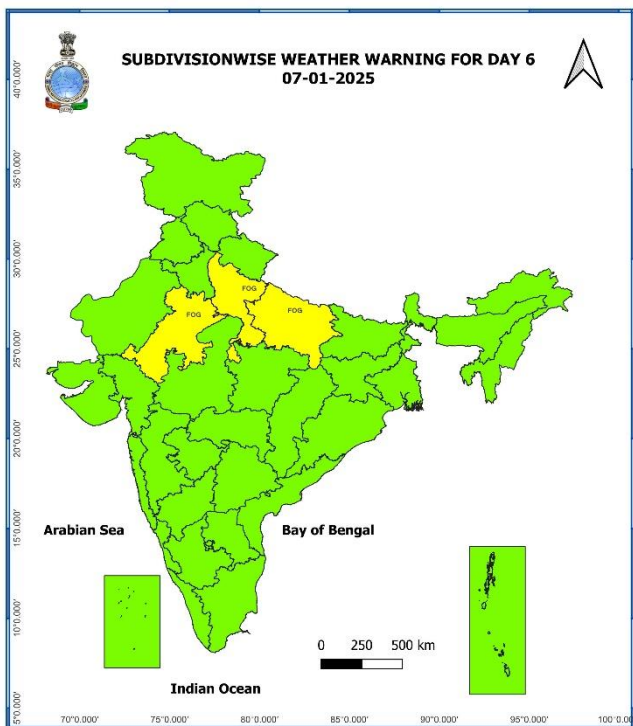 SUBDIVISIONWISE WEATHER WARNING FOR DAY 6
07-01-2025
40°0.000'
35°0.000'
30°0.000'
25°0.000'
20°0.000'
15°0.000'
10°0.000'
5°0.000'
FOG
FOG
FOG
Arabian Sea
Bay of Bengal
0 250 500 km
Indian Ocean
70°0.000' 75°0.000' 80°0.000' 85°0.000' 90°0.000' 95°0.000' 100°0.0